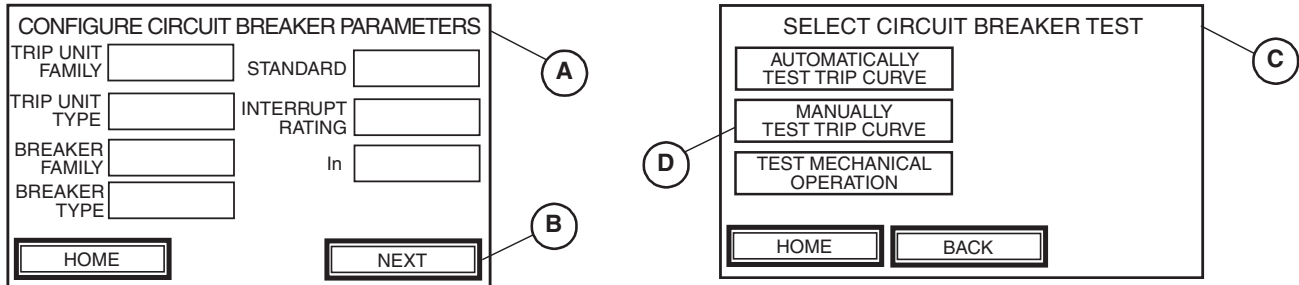 CONFIGURE CIRCUIT BREAKER PARAMETERS
TRIP UNIT
FAMILY
TRIP UNIT
TYPE
BREAKER
FAMILY
BREAKER
TYPE
STANDARD
INTERRUPT
RATING
In
HOME
NEXT
A
B
SELECT CIRCUIT BREAKER TEST
AUTOMATICALLY
TEST TRIP CURVE
MANUALLY
TEST TRIP CURVE
TEST MECHANICAL
OPERATION
HOME
BACK
C
D